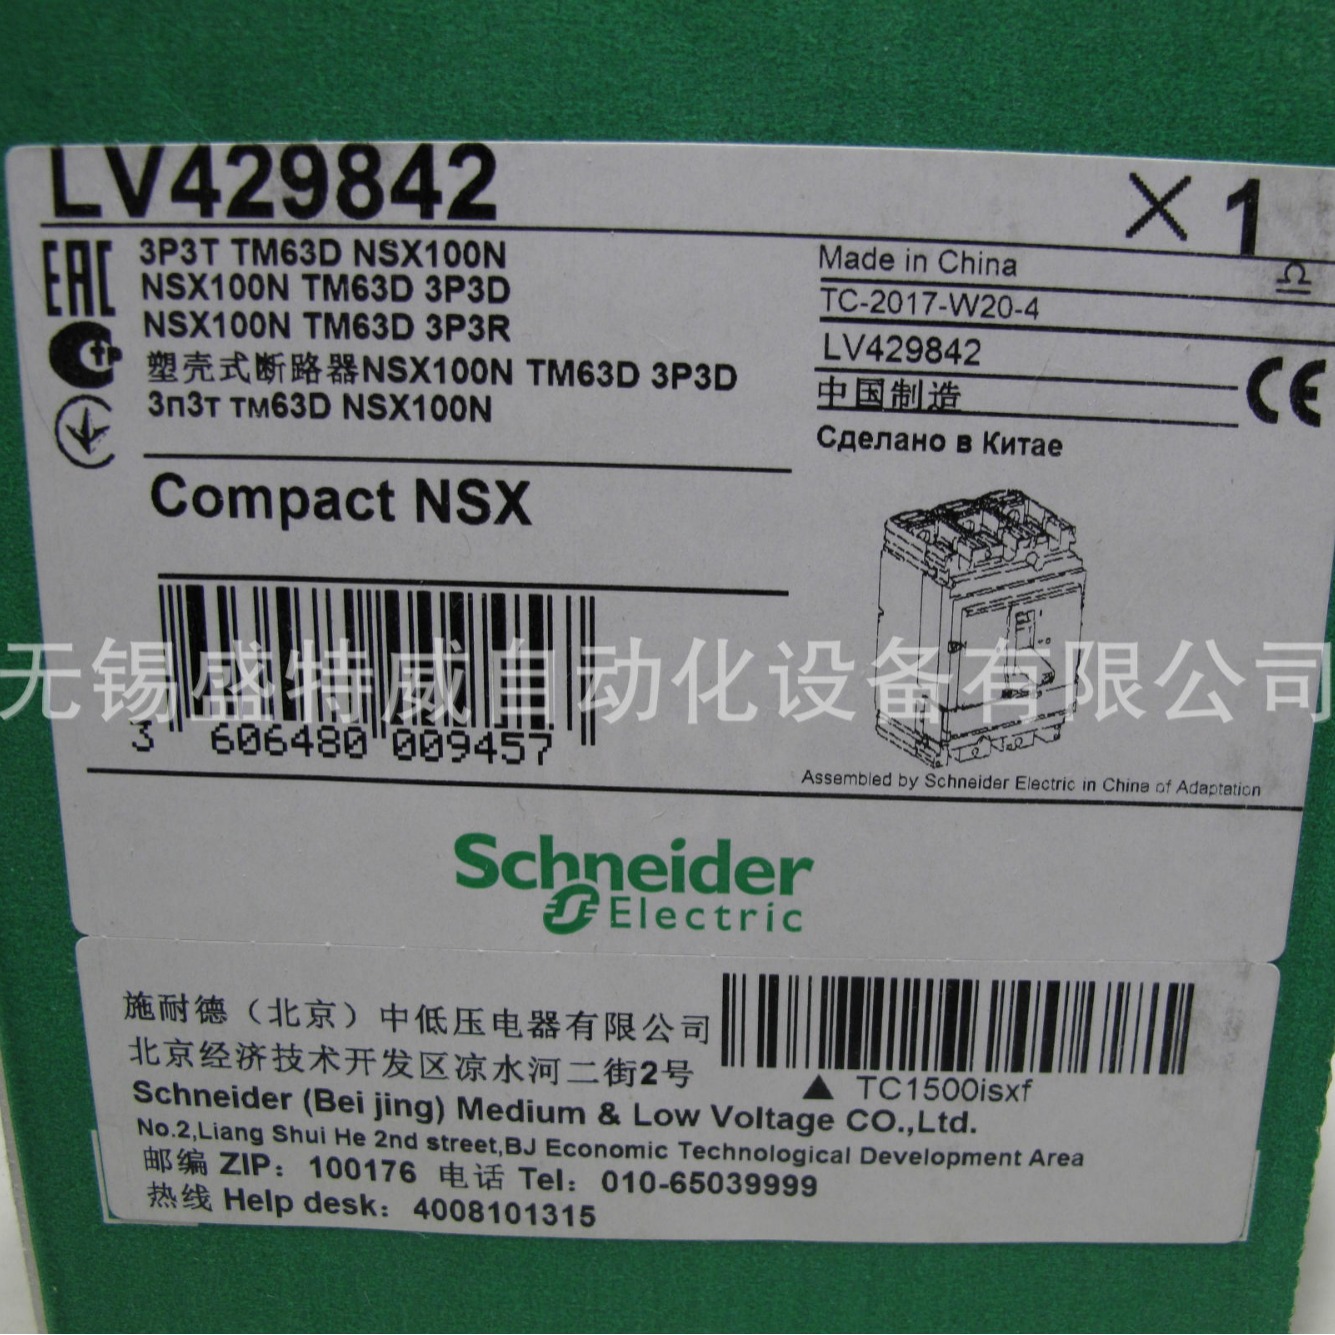 LV429842
X 1
3P3T TM63D NSX100N
NSX100N TM63D 3P3D
NSX100N TM63D 3P3R
塑壳式断路器NSX100N TM63D 3P3D
3п3т тм63D NSX100N
EAC
Made in China
TC-2017-W20-4
LV429842
中国制造
Сделано в Китае
CE
Compact NSX
3 606480 009457
无锡盛特威自动化设备有限公司
Assembled by Schneider Electric in China of Adaptation
Schneider
Electric
施耐德（北京）中低压电器有限公司
北京经济技术开发区凉水河二街2号
▲ TC1500isxf
Schneider (Bei jing) Medium & Low Voltage CO.,Ltd.
No.2,Liang Shui He 2nd street,BJ Economic Technological Development Area
邮编 ZIP：100176 电话 Tel：010-65039999
热线 Help desk：4008101315